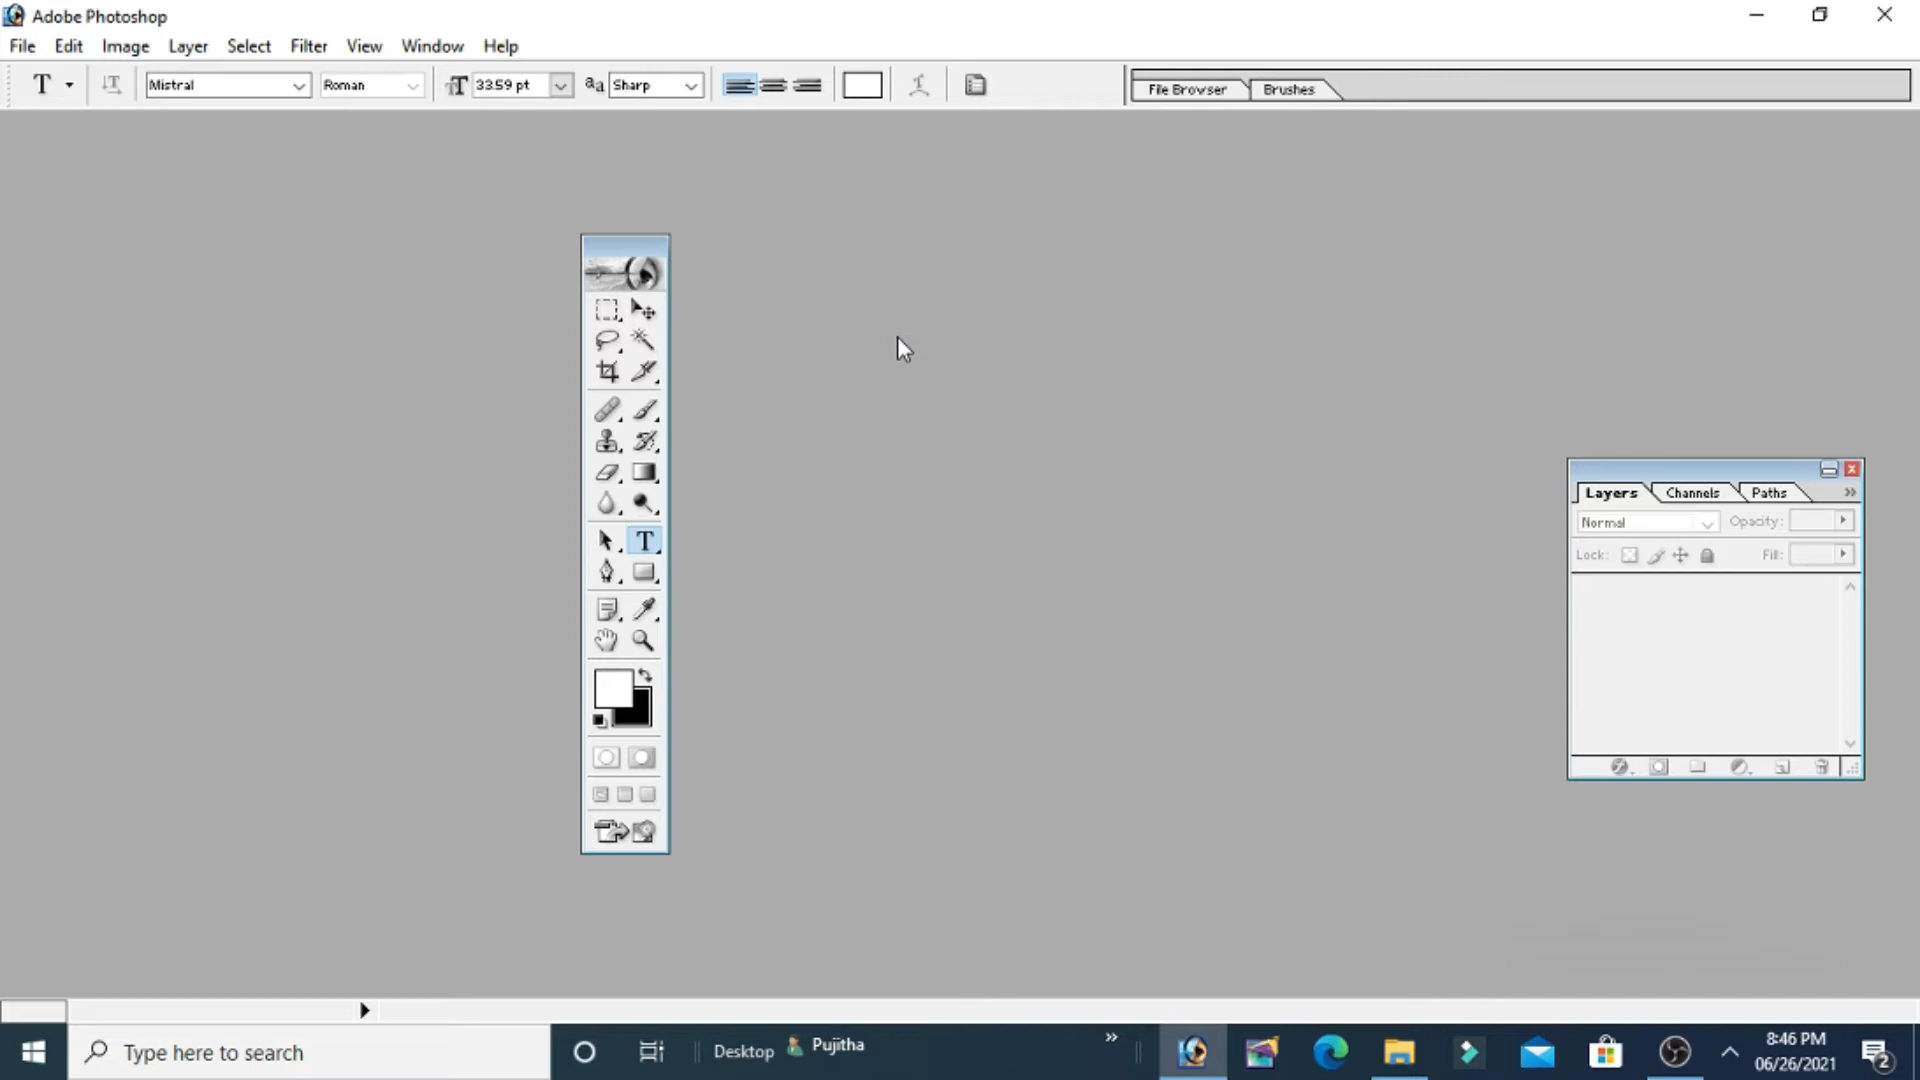 Adobe Photoshop
File Edit Image Layer Select Filter View Window Help
T Mistral Roman T 33.59 pt aa Sharp File Browser Brushes
T
Layers Channels Paths
Normal Opacity:
Lock: Fill:
Type here to search Desktop Pujitha 8:46 PM
06/26/2021 2